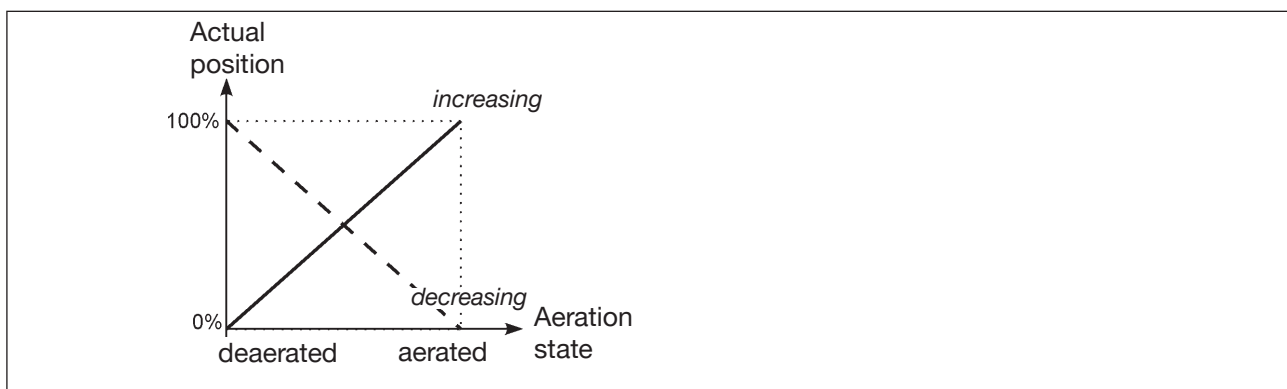 Actual
position
increasing
100%
decreasing
0%
Aeration
state
deaerated
aerated